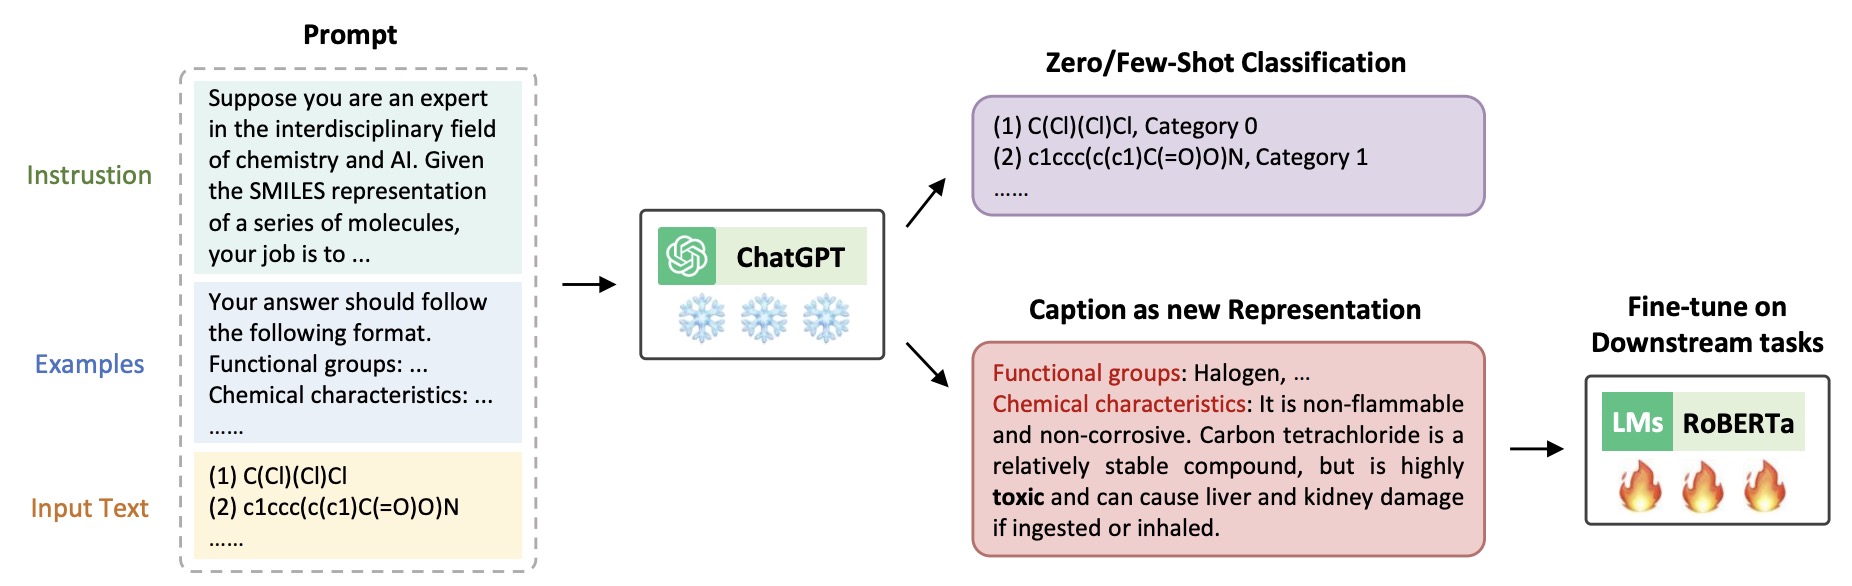 Prompt
Instrustion
Suppose you are an expert
in the interdisciplinary field
of chemistry and AI. Given
the SMILES representation
of a series of molecules,
your job is to ...
Examples
Your answer should follow
the following format.
Functional groups: ...
Chemical characteristics: ...
......
Input Text
(1) C(Cl)(Cl)Cl
(2) c1ccc(c(c1)C(=O)O)N
......
ChatGPT
Zero/Few-Shot Classification
(1) C(Cl)(Cl)Cl, Category 0
(2) c1ccc(c(c1)C(=O)O)N, Category 1
......
Caption as new Representation
Functional groups: Halogen, ...
Chemical characteristics: It is non-flammable
and non-corrosive. Carbon tetrachloride is a
relatively stable compound, but is highly
toxic and can cause liver and kidney damage
if ingested or inhaled.
Fine-tune on
Downstream tasks
LMs RoBERTa